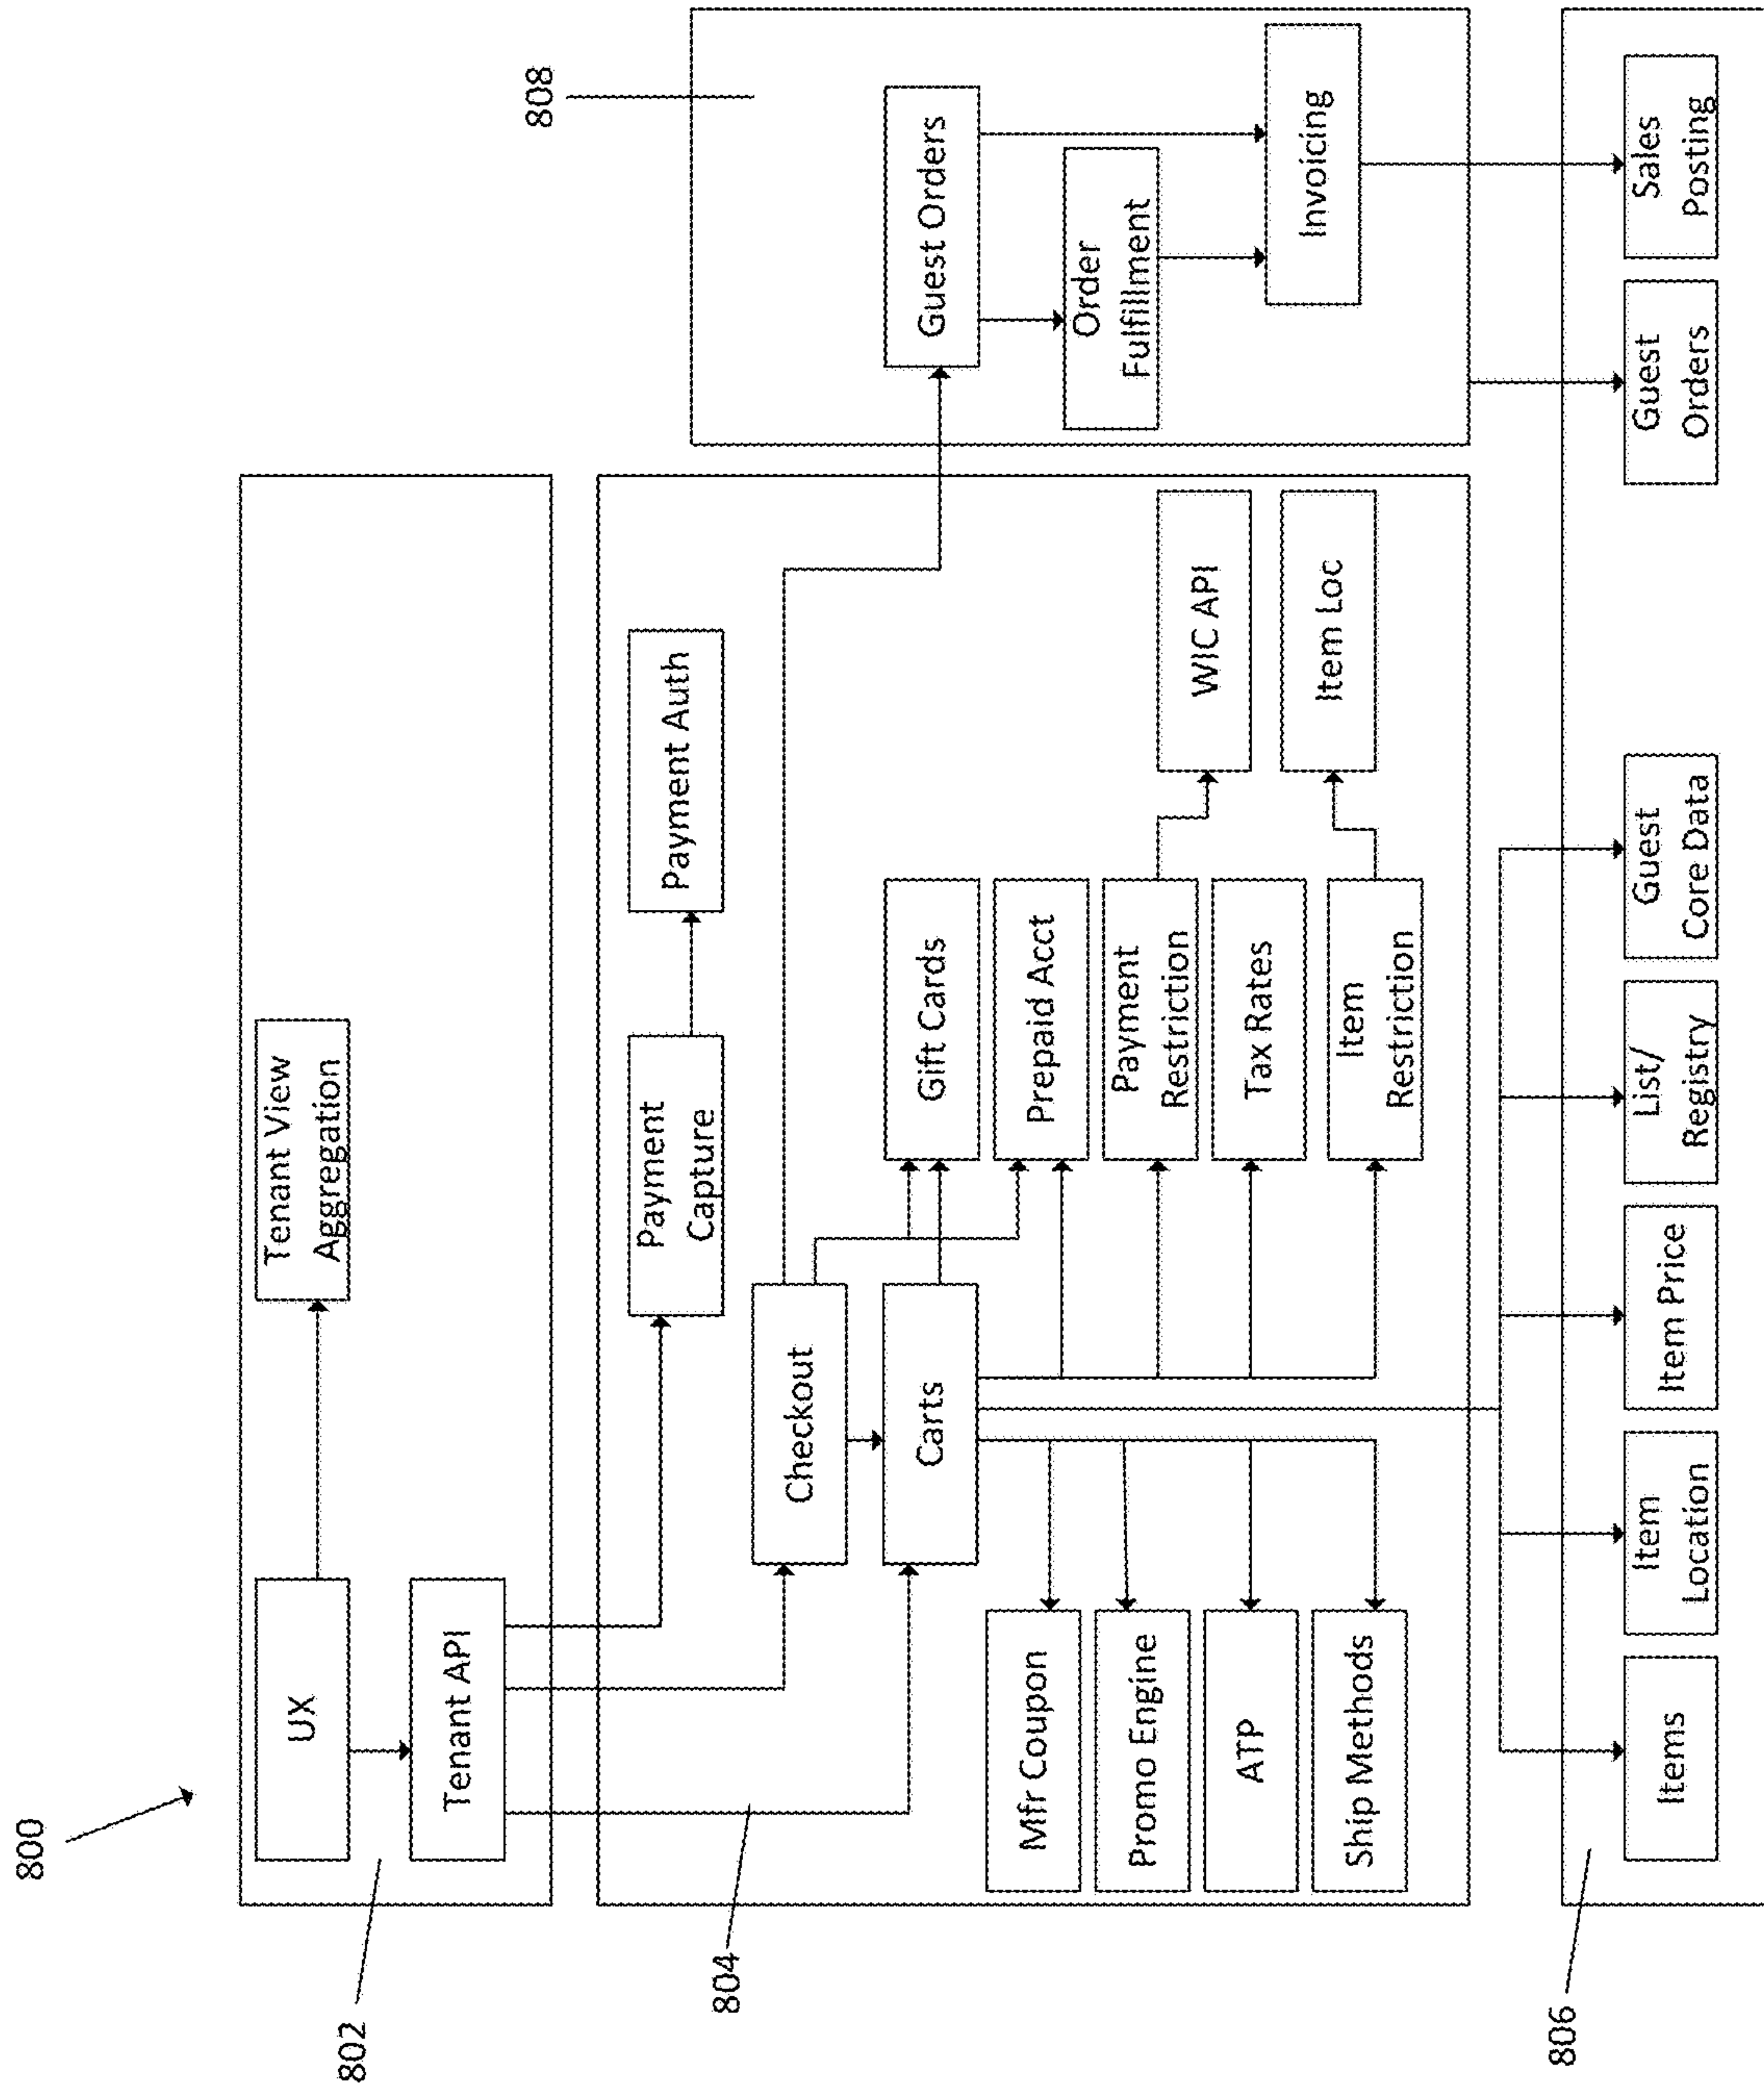 800
802
UX
Tenant View
Aggregation
Tenant API
804
Payment
Capture
Payment Auth
Checkout
Carts
Gift Cards
Prepaid Acct
Payment
Restriction
Tax Rates
Item
Restriction
WIC API
Item Loc
Mfr Coupon
Promo Engine
ATP
Ship Methods
808
Guest Orders
Order
Fulfillment
Invoicing
806
Items
Item
Location
Item Price
List/
Registry
Guest
Core Data
Guest
Orders
Sales
Posting